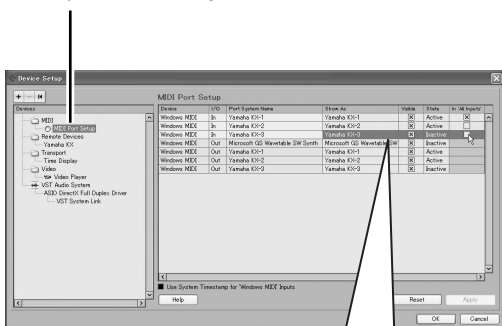 Device Setup
Devices
MIDI
MIDI Port Setup
Remote Devices
Yamaha KX
Transport
Time Display
Video
Video Player
VST Audio System
ASIO DirectX Full Duplex Driver
VST System Link
MIDI Port Setup
Device I/O Port System Name Show As Visible State In 'All Inputs'
Windows MIDI In Yamaha KX-1 Yamaha KX-1 Active
Windows MIDI In Yamaha KX-2 Yamaha KX-2 Active
Windows MIDI In Yamaha KX-3 Yamaha KX-3 Inactive
Windows MIDI Out Microsoft GS Wavetable SW Synth Microsoft GS Wavetable SW Inactive
Windows MIDI Out Yamaha KX-1 Yamaha KX-1 Active
Windows MIDI Out Yamaha KX-2 Yamaha KX-2 Active
Windows MIDI Out Yamaha KX-3 Yamaha KX-3 Inactive
Use System Timestamp for 'Windows MIDI' Inputs
Help Reset Apply
OK Cancel